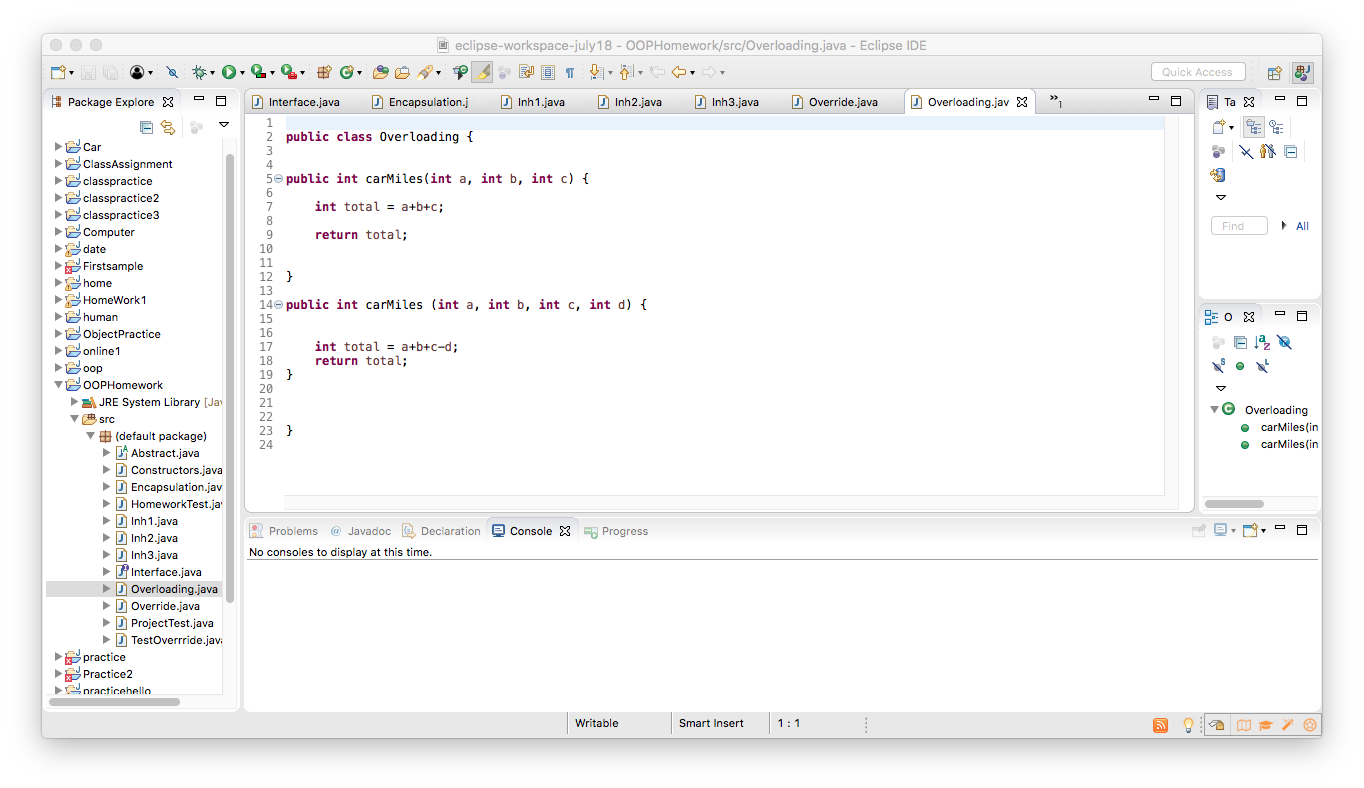 eclipse-workspace-july18 - OOPHomework/src/Overloading.java - Eclipse IDE
Quick Access
Package Explorer
Car
ClassAssignment
classpractice
classpractice2
classpractice3
Computer
date
Firstsample
home
HomeWork1
human
ObjectPractice
online1
oop
OOPHomework
JRE System Library [Jav
src
(default package)
Abstract.java
Constructors.java
Encapsulation.jav
HomeworkTest.jav
Inh1.java
Inh2.java
Inh3.java
Interface.java
Overloading.java
Override.java
ProjectTest.java
TestOverrride.java
practice
Practice2
practicehello
Interface.java Encapsulation.j Inh1.java Inh2.java Inh3.java Override.java Overloading.jav »1
1
2 public class Overloading {
3
4
5 public int carMiles(int a, int b, int c) {
6
7 int total = a+b+c;
8
9 return total;
10
11
12 }
13
14 public int carMiles (int a, int b, int c, int d) {
15
16
17 int total = a+b+c-d;
18 return total;
19 }
20
21
22
23 }
24
Ta
Find All
O
Overloading
carMiles(in
carMiles(in
Problems @ Javadoc Declaration Console Progress
No consoles to display at this time.
Writable Smart Insert 1 : 1